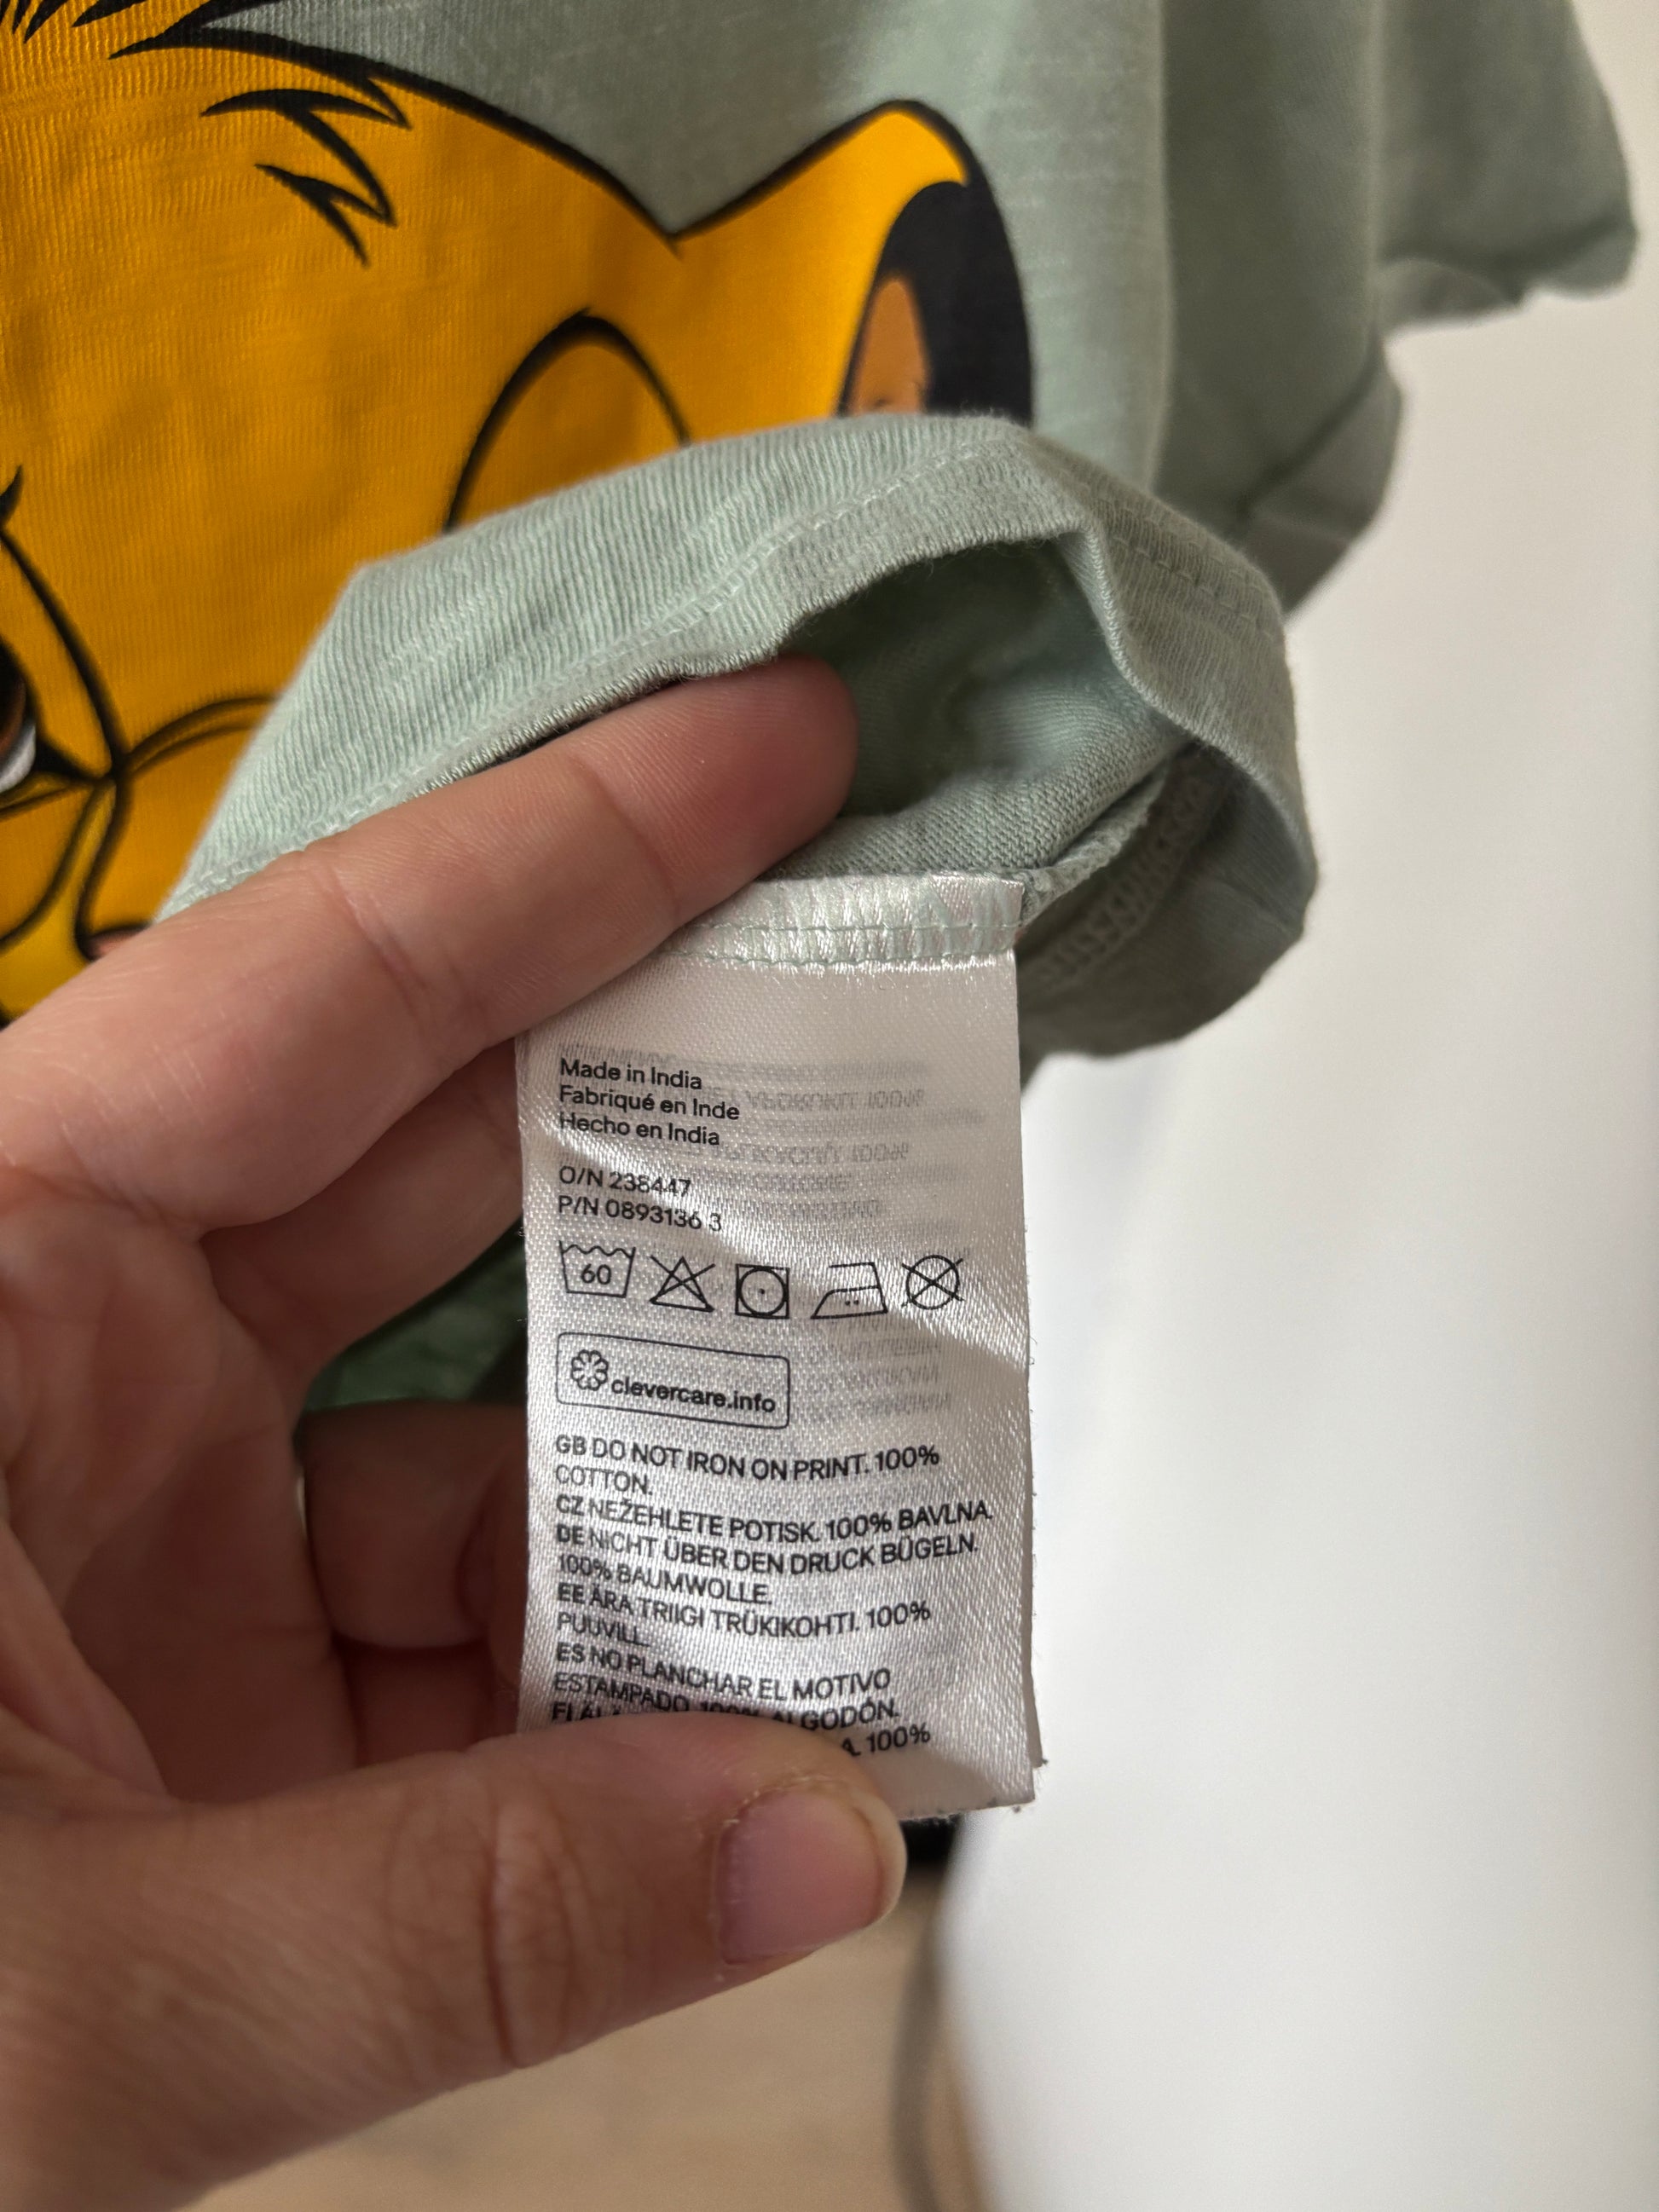 Made in India
Fabriqué en Inde
Hecho en India
O/N 238447
P/N 0893136 3
60
clevercare.info
GB DO NOT IRON ON PRINT. 100%
COTTON.
CZ NEŽEHLETE POTISK. 100% BAVLNA.
DE NICHT ÜBER DEN DRUCK BÜGELN.
100% BAUMWOLLE.
EE ÄRA TRIIGI TRÜKIKOHTI. 100%
PUUVILL.
ES NO PLANCHAR EL MOTIVO
ESTAMPADO. 100% ALGODÓN.
FI
100%